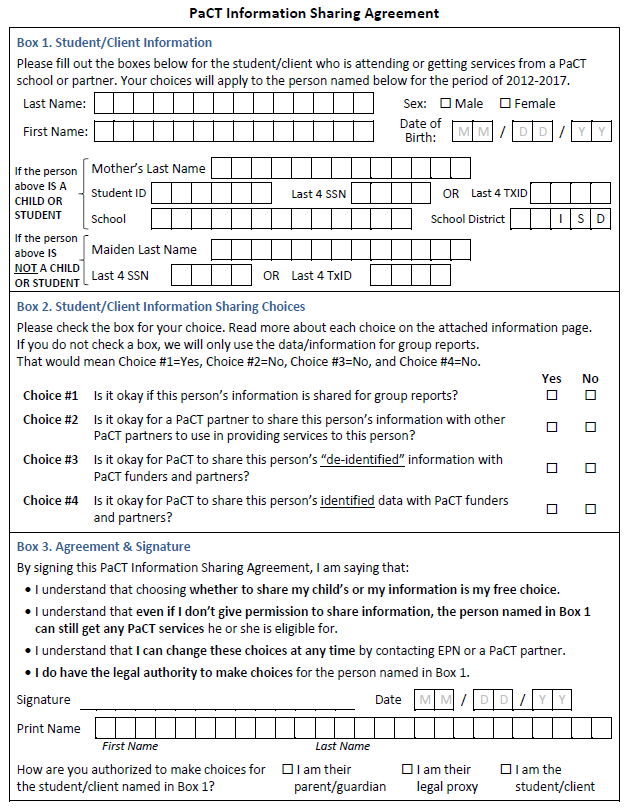 PaCT Information Sharing Agreement
Box 1. Student/Client Information
Please fill out the boxes below for the student/client who is attending or getting services from a PaCT
school or partner. Your choices will apply to the person named below for the period of 2012-2017.
Last Name: Sex: ☐ Male ☐ Female
First Name: Date of Birth: M M / D D / Y Y
If the person
above IS A
CHILD OR
STUDENT
Mother's Last Name
Student ID Last 4 SSN OR Last 4 TXID
School School District I S D
If the person
above IS
NOT A CHILD
OR STUDENT
Maiden Last Name
Last 4 SSN OR Last 4 TxID
Box 2. Student/Client Information Sharing Choices
Please check the box for your choice. Read more about each choice on the attached information page.
If you do not check a box, we will only use the data/information for group reports.
That would mean Choice #1=Yes, Choice #2=No, Choice #3=No, and Choice #4=No.
Yes No
Choice #1 Is it okay if this person's information is shared for group reports? ☐ ☐
Choice #2 Is it okay for a PaCT partner to share this person's information with other
PaCT partners to use in providing services to this person? ☐ ☐
Choice #3 Is it okay for PaCT to share this person's "de-identified" information with
PaCT funders and partners? ☐ ☐
Choice #4 Is it okay for PaCT to share this person's identified data with PaCT funders
and partners? ☐ ☐
Box 3. Agreement & Signature
By signing this PaCT Information Sharing Agreement, I am saying that:
• I understand that choosing whether to share my child's or my information is my free choice.
• I understand that even if I don't give permission to share information, the person named in Box 1
can still get any PaCT services he or she is eligible for.
• I understand that I can change these choices at any time by contacting EPN or a PaCT partner.
• I do have the legal authority to make choices for the person named in Box 1.
Signature Date M M / D D / Y Y
Print Name
First Name Last Name
How are you authorized to make choices for
the student/client named in Box 1?
☐ I am their
parent/guardian
☐ I am their
legal proxy
☐ I am the
student/client